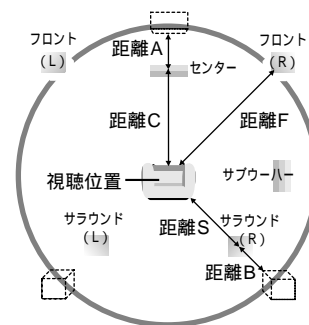 フロント
(L)
距離A
センター
フロント
(R)
距離C
距離F
視聴位置
サブウーハー
サラウンド
(L)
距離S
サラウンド
(R)
距離B